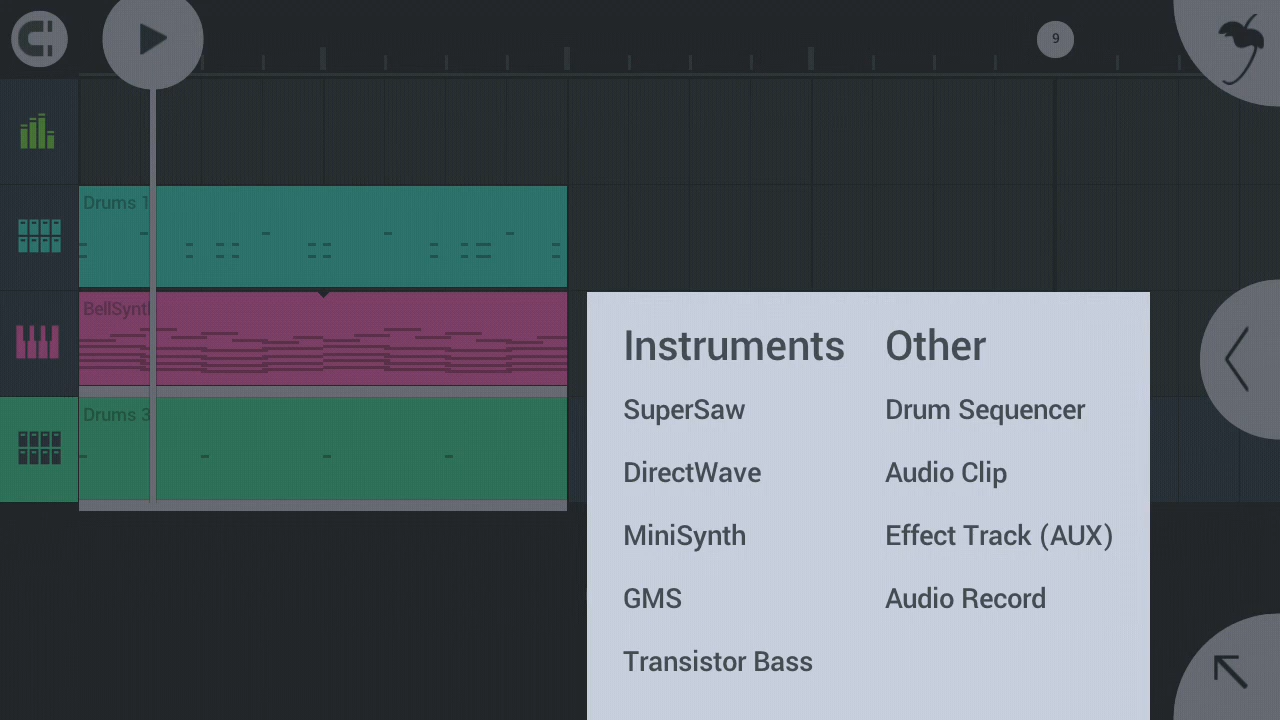 9
Drums 1
BellSynth
Drums 3
Instruments
SuperSaw
DirectWave
MiniSynth
GMS
Transistor Bass
Other
Drum Sequencer
Audio Clip
Effect Track (AUX)
Audio Record